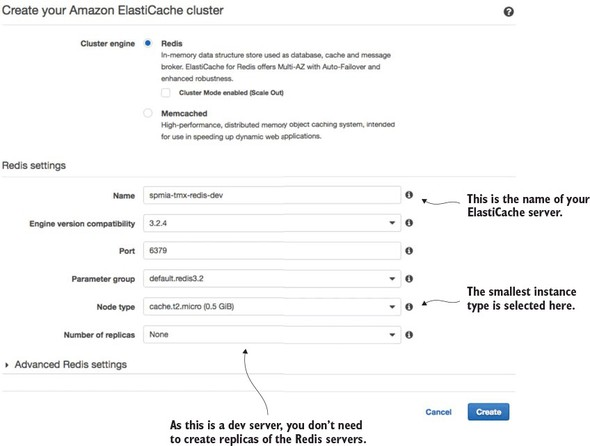 Create your Amazon ElastiCache cluster
?
Cluster engine
Redis
In-memory data structure store used as database, cache and message
broker. ElastiCache for Redis offers Multi-AZ with Auto-Failover and
enhanced robustness.
Cluster Mode enabled (Scale Out)
Memcached
High-performance, distributed memory object caching system, intended
for use in speeding up dynamic web applications.
Redis settings
Name spmia-tmx-redis-dev
This is the name of your
ElastiCache server.
Engine version compatibility 3.2.4
Port 6379
Parameter group default.redis3.2
The smallest instance
type is selected here.
Node type cache.t2.micro (0.5 GiB)
Number of replicas None
Advanced Redis settings
Cancel Create
As this is a dev server, you don't need
to create replicas of the Redis servers.